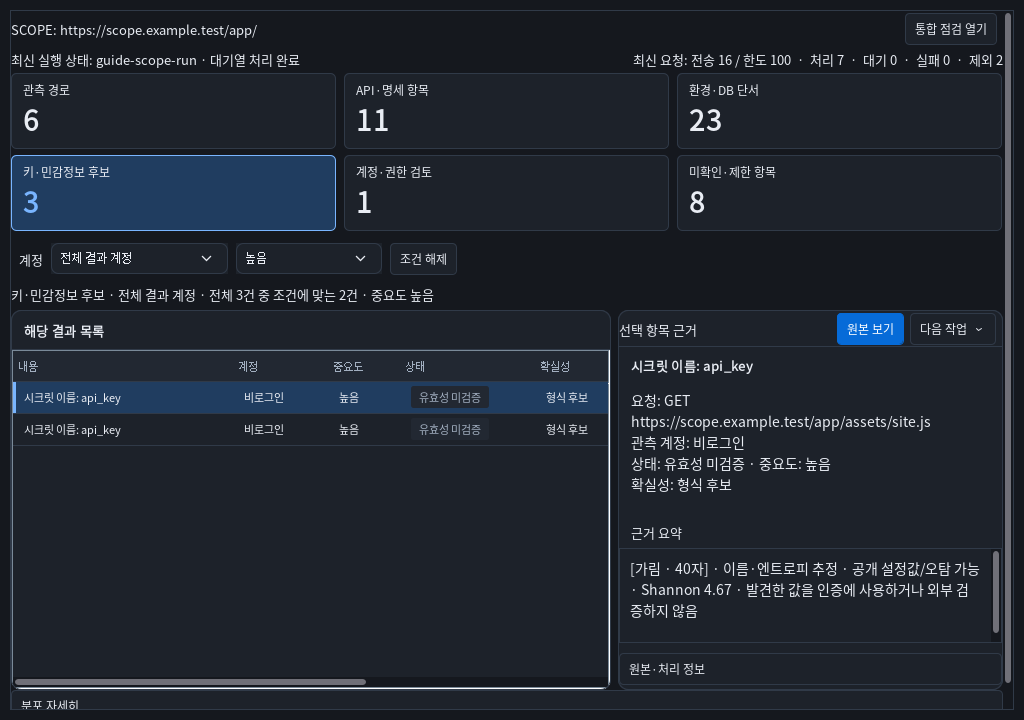 SCOPE: https://scope.example.test/app/
통합 점검 열기
최신 실행 상태: guide-scope-run · 대기열 처리 완료
최신 요청: 전송 16 / 한도 100 · 처리 7 · 대기 0 · 실패 0 · 제외 2
관측 경로
6
API·명세 항목
11
환경·DB 단서
23
키·민감정보 후보
3
계정·권한 검토
1
미확인·제한 항목
8
계정
전체 결과 계정
높음
조건 해제
키·민감정보 후보 · 전체 결과 계정 · 전체 3건 중 조건에 맞는 2건 · 중요도 높음
해당 결과 목록
내용 계정 중요도 상태 확실성
시크릿 이름: api_key 비로그인 높음 유효성 미검증 형식 후보
시크릿 이름: api_key 비로그인 높음 유효성 미검증 형식 후보
선택 항목 근거
원본 보기
다음 작업
시크릿 이름: api_key
요청: GET
https://scope.example.test/app/assets/site.js
관측 계정: 비로그인
상태: 유효성 미검증 · 중요도: 높음
확실성: 형식 후보
근거 요약
[가림 · 40자] · 이름·엔트로피 추정 · 공개 설정값/오탐 가능
· Shannon 4.67 · 발견한 값을 인증에 사용하거나 외부 검
증하지 않음
원본·처리 정보
분포 자세히